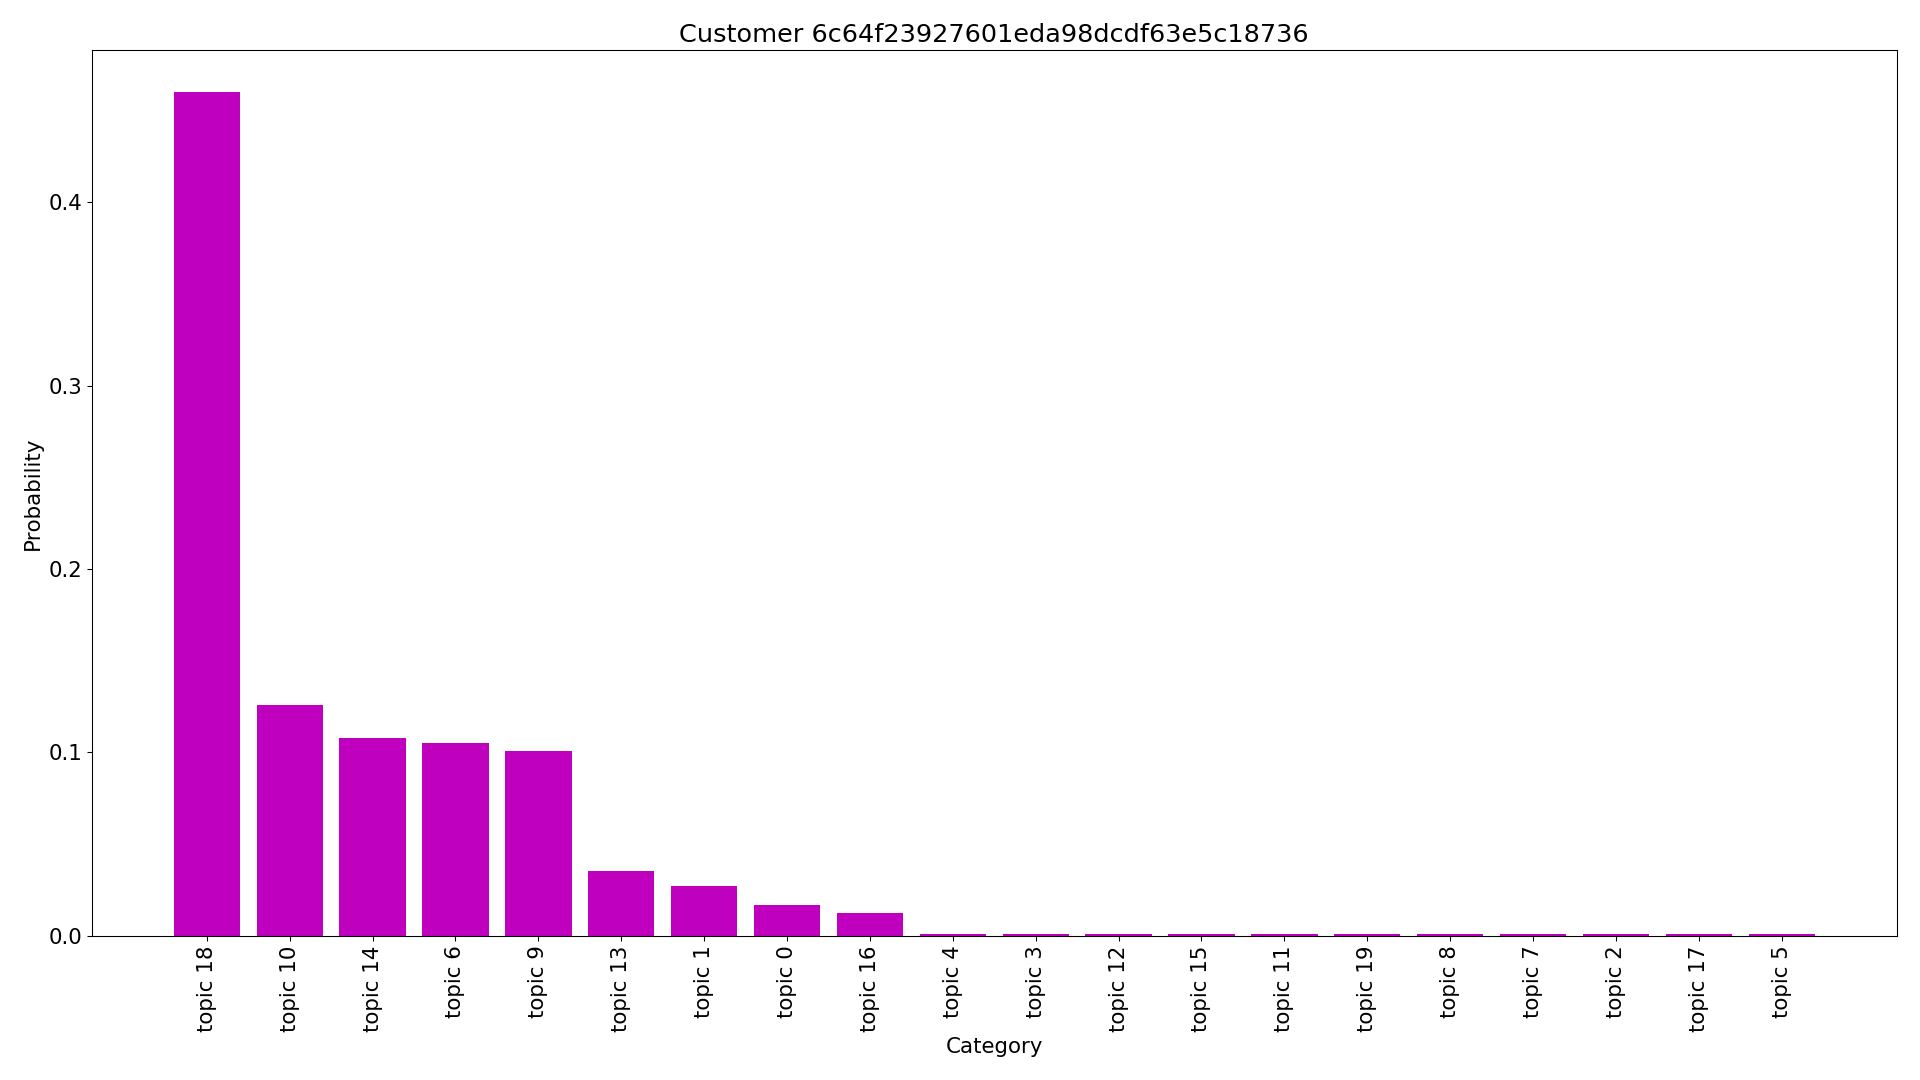 Customer 6c64f23927601eda98dcdf63e5c18736
Probability
0.4
0.3
0.2
0.1
0.0
topic 18
topic 10
topic 14
topic 6
topic 9
topic 13
topic 1
topic 0
topic 16
topic 4
topic 3
topic 12
topic 15
topic 11
topic 19
topic 8
topic 7
topic 2
topic 17
topic 5
Category